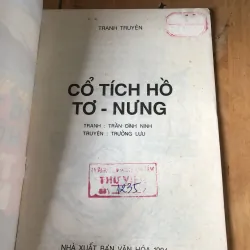 TRANH TRUYỆN
CỔ TÍCH HỒ
TƠ - NƯNG
TRANH : TRẦN ĐÌNH NINH
TRUYỆN : TRƯỜNG LƯU
THƯ VIỆN
NHÀ XUẤT BẢN VĂN HÓA 1994